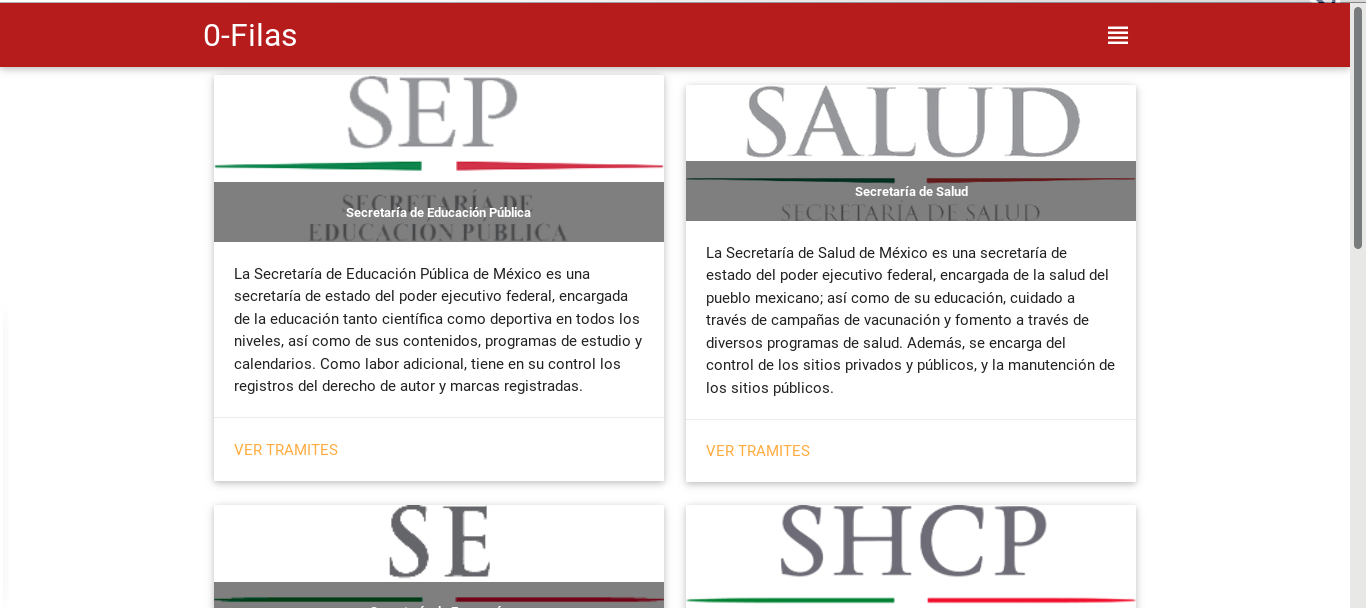 0-Filas
SEP
SECRETARÍA DE
Secretaría de Educación Pública
EDUCACIÓN PÚBLICA
La Secretaría de Educación Pública de México es una
secretaría de estado del poder ejecutivo federal, encargada
de la educación tanto científica como deportiva en todos los
niveles, así como de sus contenidos, programas de estudio y
calendarios. Como labor adicional, tiene en su control los
registros del derecho de autor y marcas registradas.
VER TRAMITES
SALUD
Secretaría de Salud
SECRETARÍA DE SALUD
La Secretaría de Salud de México es una secretaría de
estado del poder ejecutivo federal, encargada de la salud del
pueblo mexicano; así como de su educación, cuidado a
través de campañas de vacunación y fomento a través de
diversos programas de salud. Además, se encarga del
control de los sitios privados y públicos, y la manutención de
los sitios públicos.
VER TRAMITES
SE
SHCP